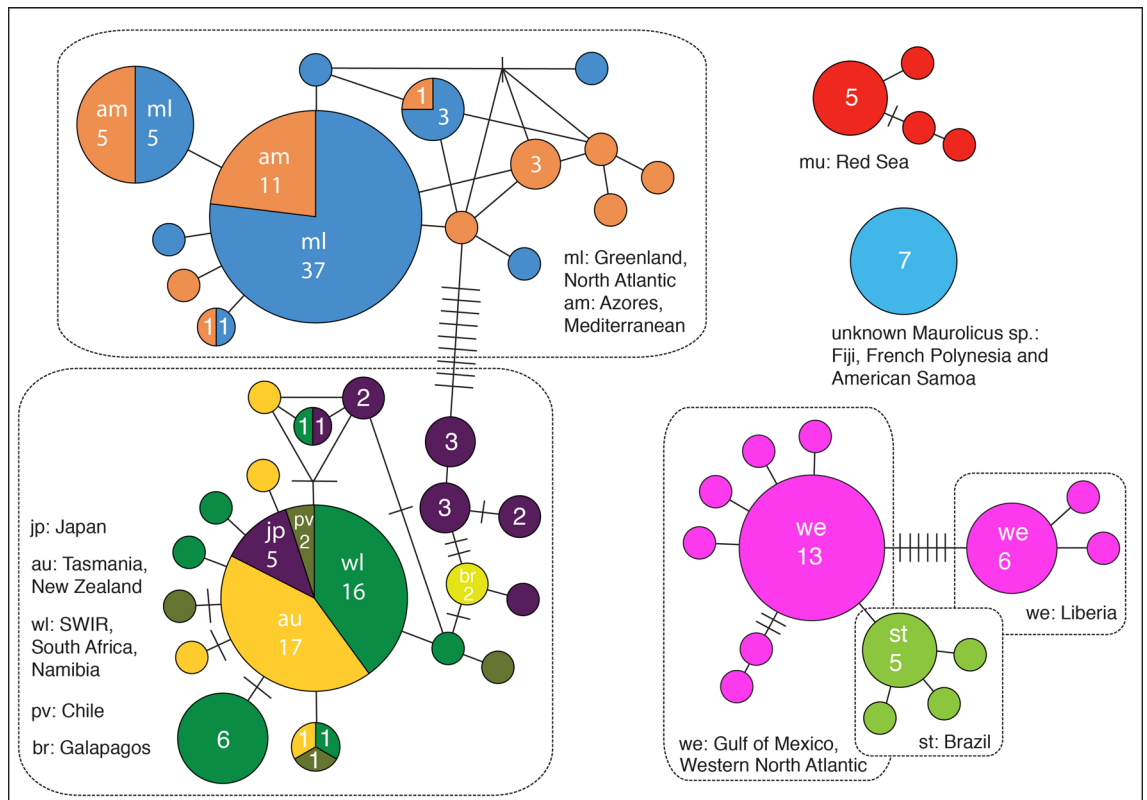 am
5
ml
5
am
11
ml
37
1
3
3
1
1
ml: Greenland,
North Atlantic
am: Azores,
Mediterranean
5
mu: Red Sea
7
unknown Maurolicus sp.:
Fiji, French Polynesia and
American Samoa
2
1
1
3
3
2
jp
5
pv
2
wl
16
au
17
br
2
6
1
1
1
jp: Japan
au: Tasmania,
New Zealand
wl: SWIR,
South Africa,
Namibia
pv: Chile
br: Galapagos
we
13
we
6
we: Liberia
st
5
st: Brazil
we: Gulf of Mexico,
Western North Atlantic